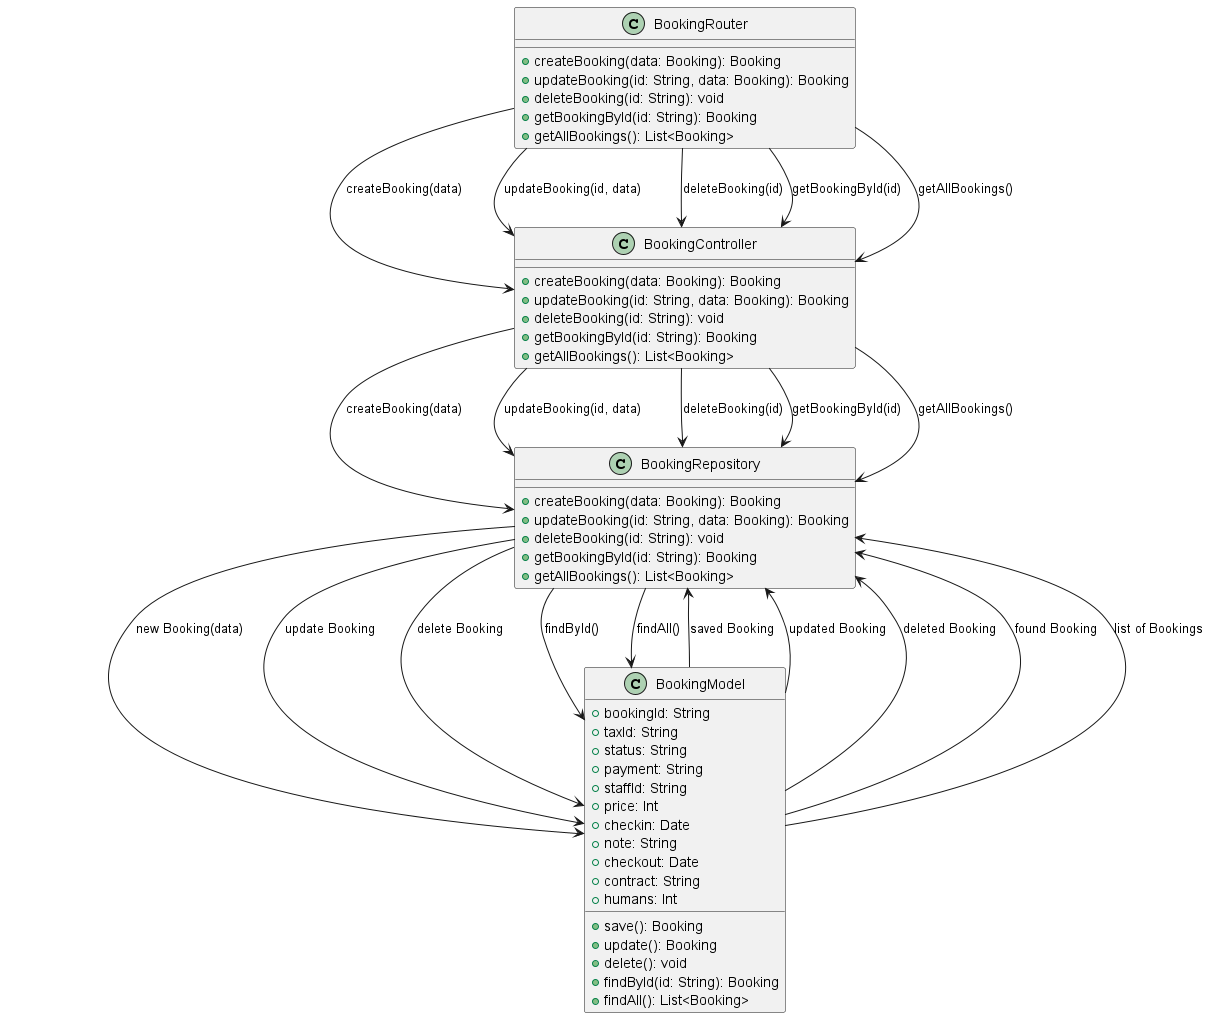 C BookingRouter
createBooking(data: Booking): Booking
updateBooking(id: String, data: Booking): Booking
deleteBooking(id: String): void
getBookingById(id: String): Booking
getAllBookings(): List<Booking>
createBooking(data) updateBooking(id, data) deleteBooking(id) getBookingById(id) getAllBookings()
C BookingController
createBooking(data: Booking): Booking
updateBooking(id: String, data: Booking): Booking
deleteBooking(id: String): void
getBookingById(id: String): Booking
getAllBookings(): List<Booking>
createBooking(data) updateBooking(id, data) deleteBooking(id) getBookingById(id) getAllBookings()
C BookingRepository
createBooking(data: Booking): Booking
updateBooking(id: String, data: Booking): Booking
deleteBooking(id: String): void
getBookingById(id: String): Booking
getAllBookings(): List<Booking>
new Booking(data) update Booking delete Booking findById() findAll() saved Booking updated Booking deleted Booking found Booking list of Bookings
C BookingModel
bookingId: String
taxId: String
status: String
payment: String
staffId: String
price: Int
checkin: Date
note: String
checkout: Date
contract: String
humans: Int
save(): Booking
update(): Booking
delete(): void
findById(id: String): Booking
findAll(): List<Booking>